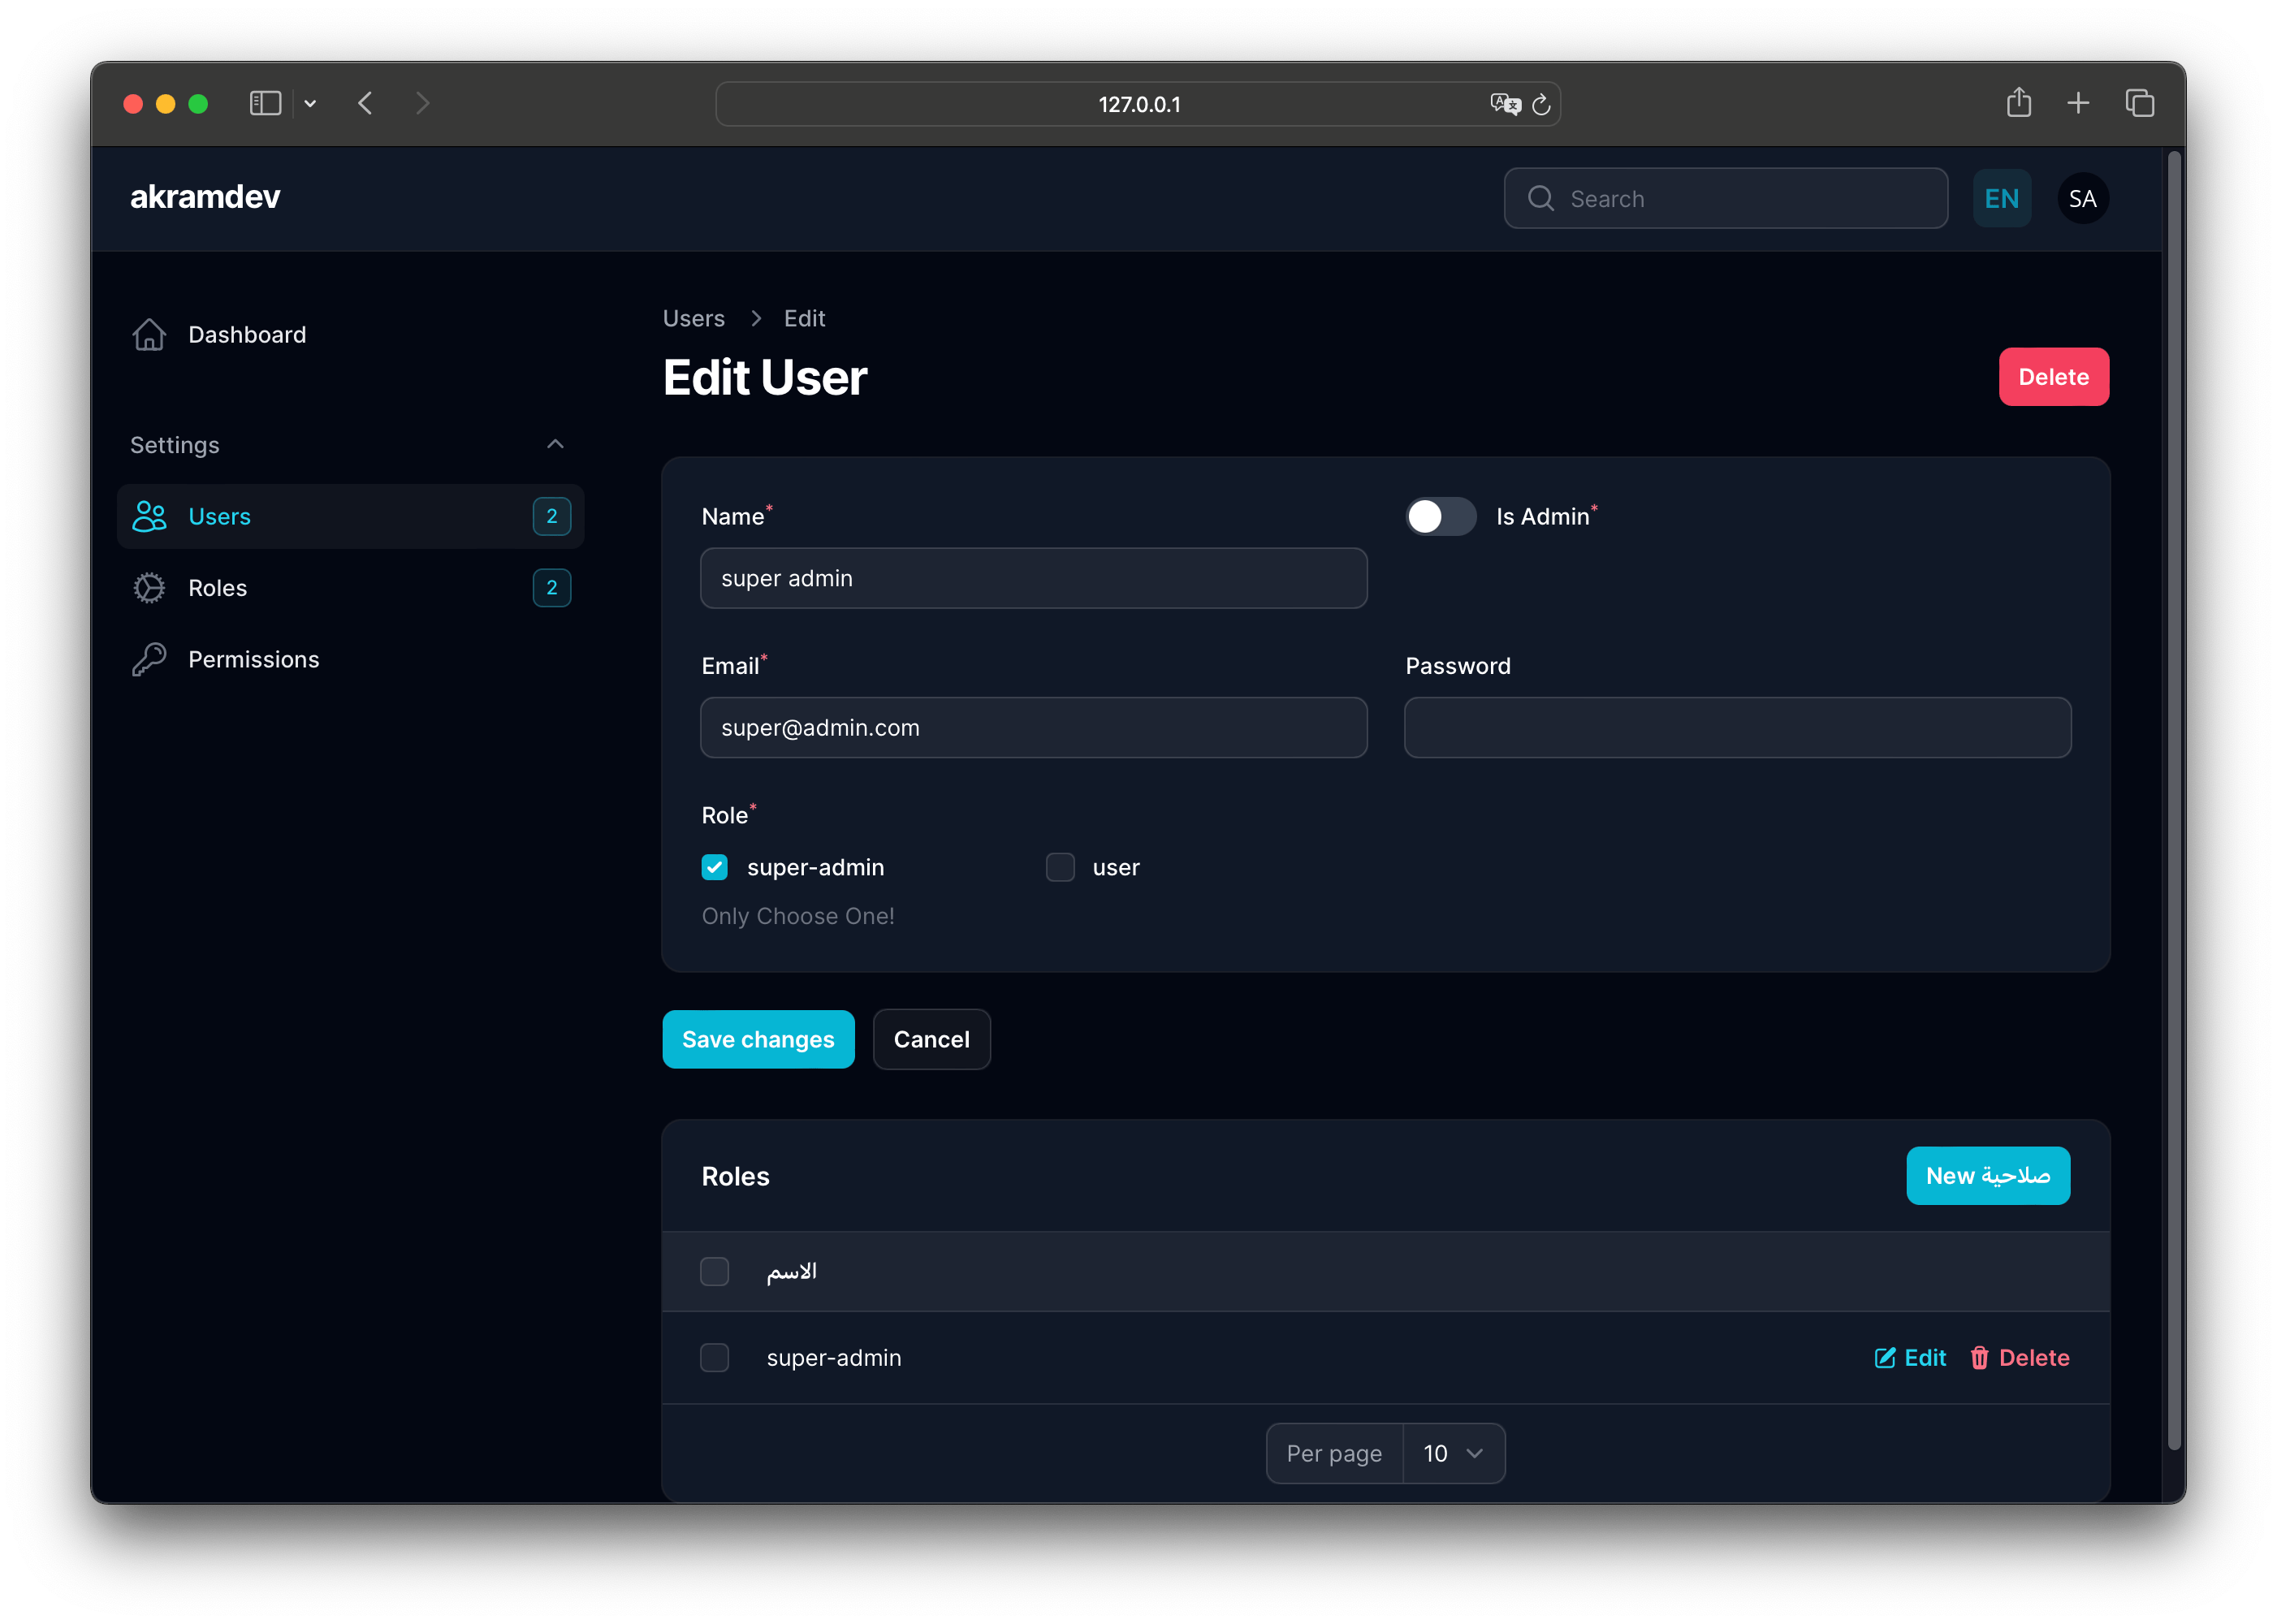 127.0.0.1
akramdev
Search
EN
SA
Dashboard
Settings
Users 2
Roles 2
Permissions
Users > Edit
Edit User
Delete
Name*
super admin
Is Admin*
Email*
super@admin.com
Password
Role*
super-admin
user
Only Choose One!
Save changes
Cancel
Roles
New صلاحية
الاسم
super-admin
Edit
Delete
Per page 10